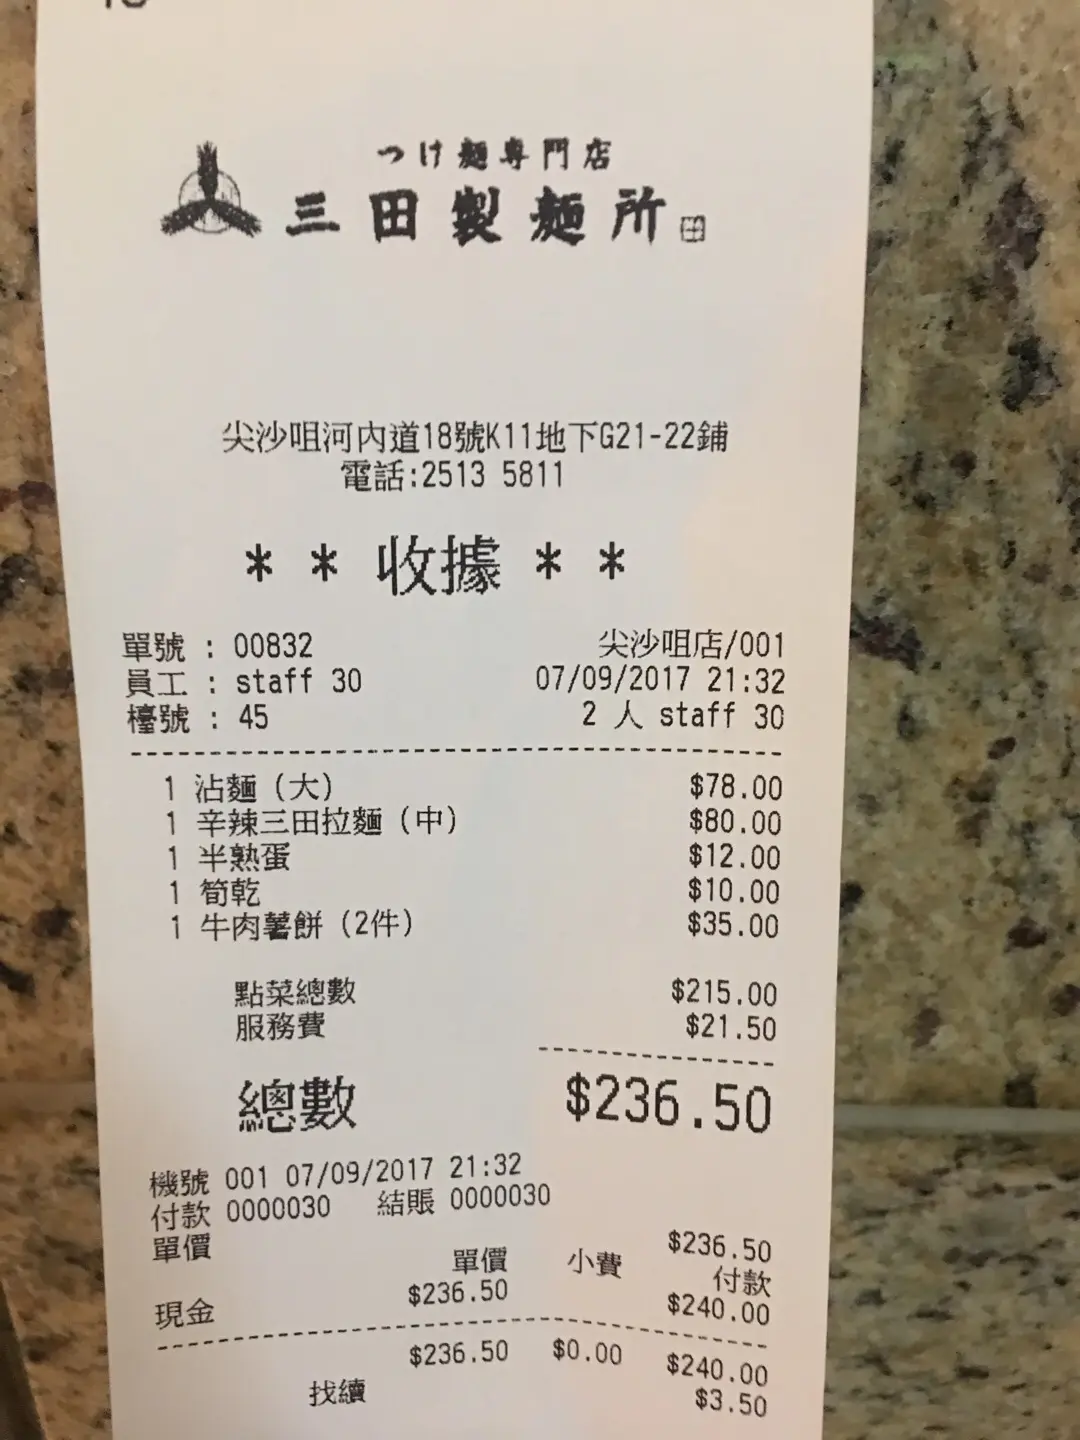 つけ麺専門店
三田製麺所
尖沙咀河內道18號K11地下G21-22鋪
電話:2513 5811
* * 收據 * *
單號 : 00832 尖沙咀店/001
員工 : staff 30 07/09/2017 21:32
檯號 : 45 2 人 staff 30
1 沾麵 (大) $78.00
1 辛辣三田拉麵 (中) $80.00
1 半熟蛋 $12.00
1 筍乾 $10.00
1 牛肉薯餅 (2件) $35.00
點菜總數 $215.00
服務費 $21.50
總數 $236.50
機號 001 07/09/2017 21:32
付款 0000030 結賬 0000030
單價 $236.50
單價 小費 付款
現金 $236.50 $240.00
$236.50 $0.00 $240.00
找續 $3.50